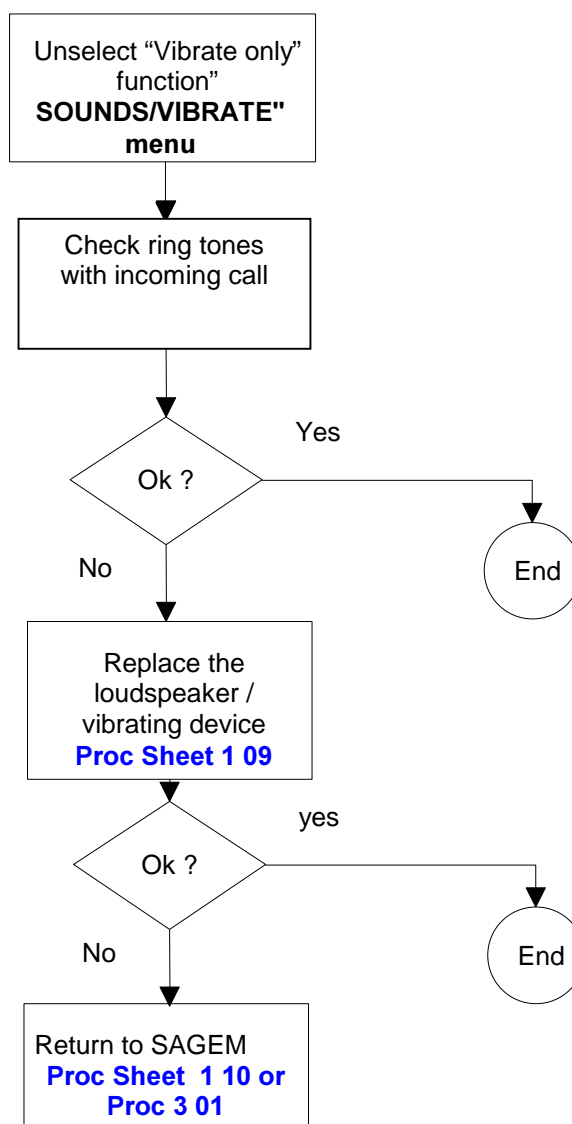 Unselect “Vibrate only”
function”
SOUNDS/VIBRATE"
menu
Check ring tones
with incoming call
Yes
Ok ?
End
No
Replace the
loudspeaker /
vibrating device
Proc Sheet 1 09
yes
Ok ?
End
No
Return to SAGEM
Proc Sheet 1 10 or
Proc 3 01